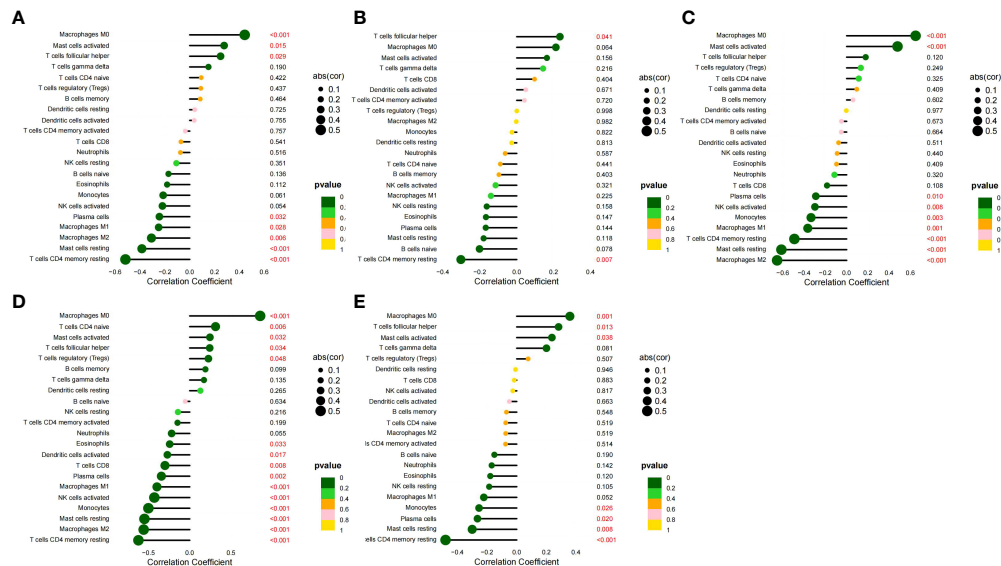 A
Macrophages M0 <0.001
Mast cells activated 0.015
T cells follicular helper 0.029
T cells gamma delta 0.190
T cells CD4 naive 0.422
T cells regulatory (Tregs) 0.437
B cells memory 0.464
Dendritic cells resting 0.725
Dendritic cells activated 0.755
T cells CD4 memory activated 0.757
T cells CD8 0.541
Neutrophils 0.516
NK cells resting 0.351
B cells naive 0.136
Eosinophils 0.112
Monocytes 0.061
NK cells activated 0.054
Plasma cells 0.032
Macrophages M1 0.028
Macrophages M2 0.006
Mast cells resting <0.001
T cells CD4 memory resting <0.001
−0.6 −0.4 −0.2 0.0 0.2 0.4 0.6
Correlation Coefficient
abs(cor)
0.1
0.2
0.3
0.4
0.5
pvalue
0
0.
0.
0.
0.
1
B
T cells follicular helper 0.041
Macrophages M0 0.064
Mast cells activated 0.156
T cells gamma delta 0.216
T cells CD8 0.404
Dendritic cells activated 0.671
T cells CD4 memory activated 0.720
T cells regulatory (Tregs) 0.998
Macrophages M2 0.982
Monocytes 0.822
Dendritic cells resting 0.813
Neutrophils 0.587
T cells CD4 naive 0.441
B cells memory 0.403
NK cells activated 0.321
Macrophages M1 0.225
NK cells resting 0.158
Eosinophils 0.147
Plasma cells 0.144
Mast cells resting 0.118
B cells naive 0.078
T cells CD4 memory resting 0.007
−0.4 −0.2 0.0 0.2 0.4
Correlation Coefficient
abs(cor)
0.1
0.2
0.3
0.4
0.5
pvalue
0
0.2
0.4
0.6
0.8
1
C
Macrophages M0 <0.001
Mast cells activated <0.001
T cells follicular helper 0.120
T cells regulatory (Tregs) 0.249
T cells CD4 naive 0.325
T cells gamma delta 0.409
B cells memory 0.602
Dendritic cells resting 0.977
T cells CD4 memory activated 0.673
B cells naive 0.664
Dendritic cells activated 0.511
NK cells resting 0.440
Eosinophils 0.409
Neutrophils 0.320
T cells CD8 0.108
Plasma cells 0.010
NK cells activated 0.008
Monocytes 0.003
Macrophages M1 0.001
T cells CD4 memory resting <0.001
Mast cells resting <0.001
Macrophages M2 <0.001
−0.6 −0.4 −0.2 0.0 0.2 0.4 0.6
Correlation Coefficient
abs(cor)
0.1
0.2
0.3
0.4
0.5
pvalue
0
0.2
0.4
0.6
0.8
1
D
Macrophages M0 <0.001
T cells CD4 naive 0.006
Mast cells activated 0.032
T cells follicular helper 0.034
T cells regulatory (Tregs) 0.048
B cells memory 0.099
T cells gamma delta 0.135
Dendritic cells resting 0.265
B cells naive 0.634
NK cells resting 0.216
T cells CD4 memory activated 0.199
Neutrophils 0.055
Eosinophils 0.033
Dendritic cells activated 0.017
T cells CD8 0.008
Plasma cells 0.002
Macrophages M1 <0.001
NK cells activated <0.001
Monocytes <0.001
Mast cells resting <0.001
Macrophages M2 <0.001
T cells CD4 memory resting <0.001
−0.5 0.0 0.5
Correlation Coefficient
abs(cor)
0.1
0.2
0.3
0.4
0.5
pvalue
0
0.2
0.4
0.6
0.8
1
E
Macrophages M0 0.001
T cells follicular helper 0.013
Mast cells activated 0.038
T cells gamma delta 0.081
T cells regulatory (Tregs) 0.507
Dendritic cells resting 0.946
T cells CD8 0.883
NK cells activated 0.817
Dendritic cells activated 0.663
B cells memory 0.548
T cells CD4 naive 0.519
Macrophages M2 0.519
ls CD4 memory activated 0.514
B cells naive 0.190
Neutrophils 0.142
Eosinophils 0.120
NK cells resting 0.105
Macrophages M1 0.052
Monocytes 0.026
Plasma cells 0.020
Mast cells resting 0.008
cells CD4 memory resting <0.001
−0.4 −0.2 0.0 0.2 0.4
Correlation Coefficient
abs(cor)
0.1
0.2
0.3
0.4
0.5
pvalue
0
0.2
0.4
0.6
0.8
1